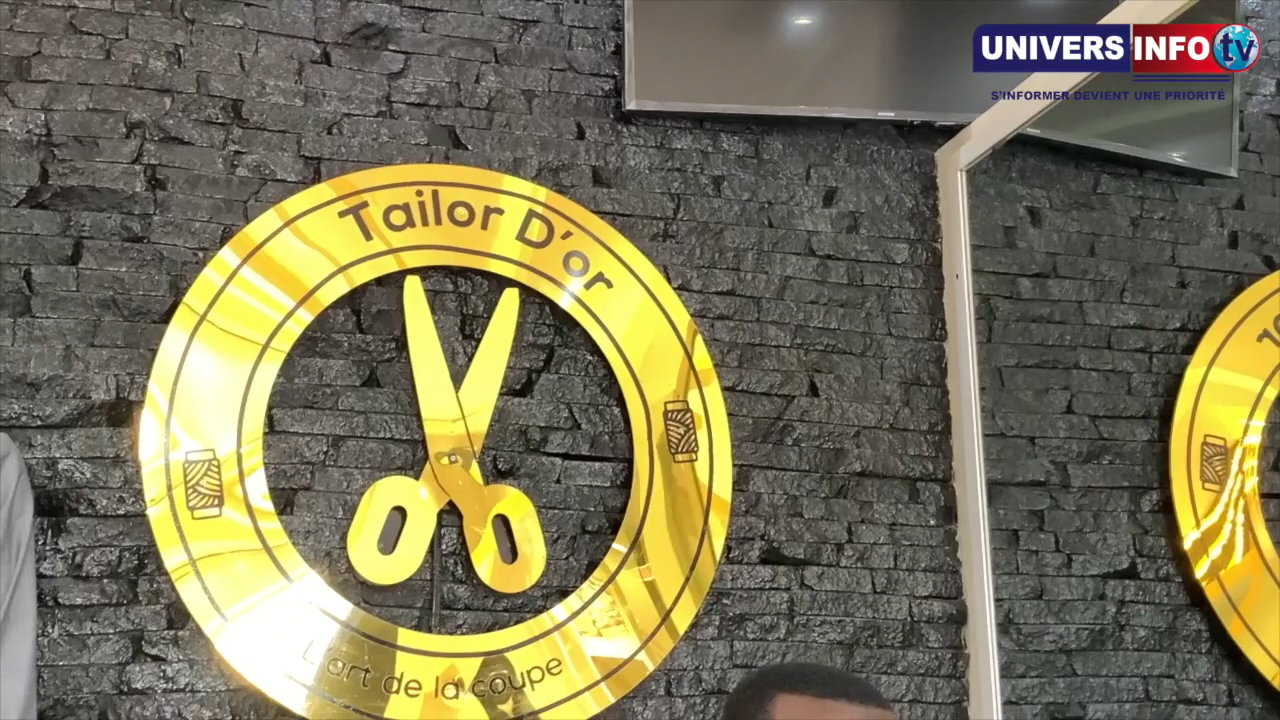 UNIVERS INFO tv
S'INFORMER DEVIENT UNE PRIORITÉ
Tailor D'or
L'art de la coupe